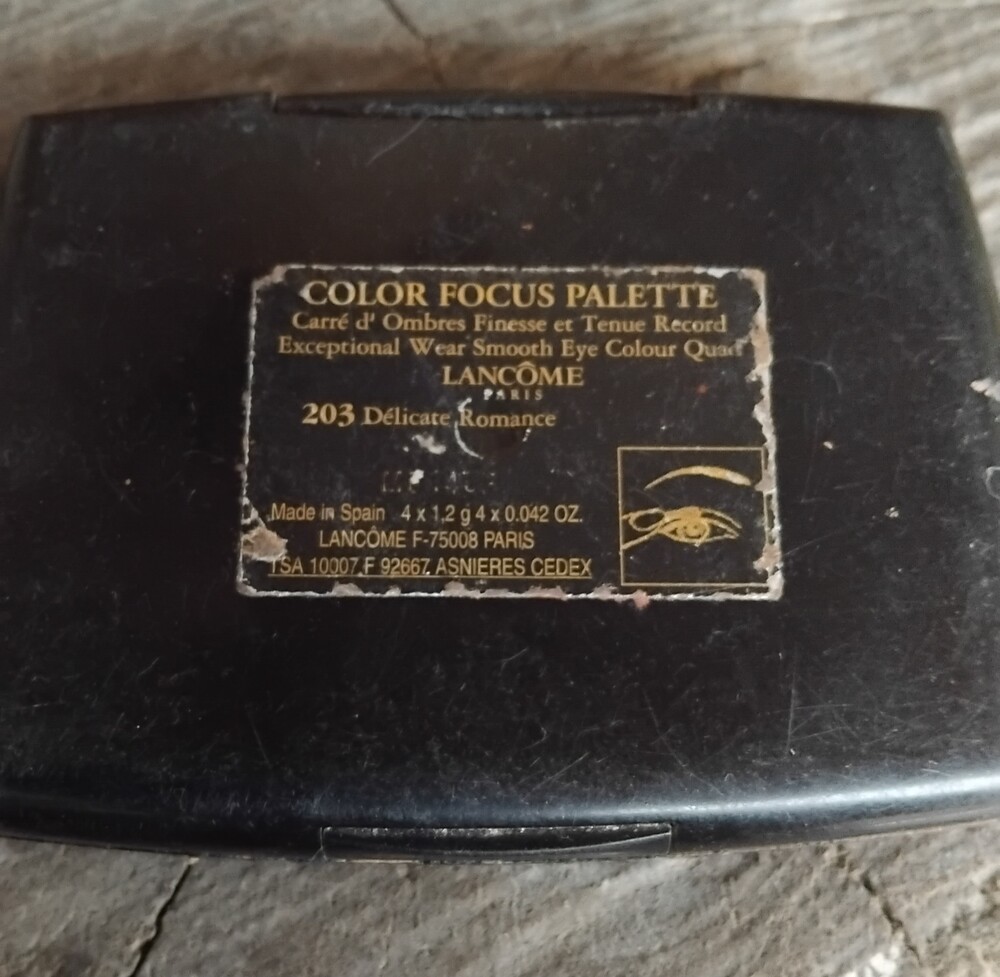 COLOR FOCUS PALETTE
Carré d' Ombres Finesse et Tenue Record
Exceptional Wear Smooth Eye Colour Quad
LANCÔME
PARIS
203 Délicate Romance
Made in Spain 4 x 1,2 g 4 x 0.042 OZ.
LANCÔME F-75008 PARIS
TSA 10007 F 92667 ASNIERES CEDEX